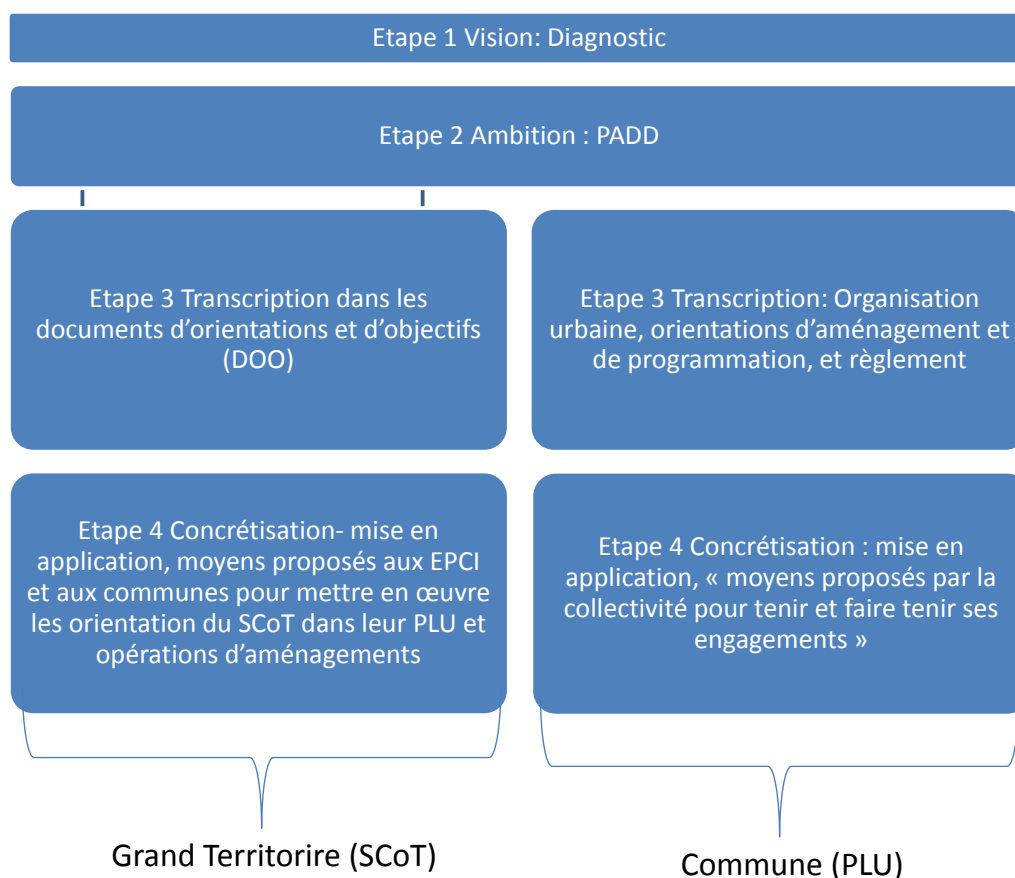 Etape 1 Vision: Diagnostic
Etape 2 Ambition : PADD
Etape 3 Transcription dans les
documents d’orientations et d’objectifs
(DOO)
Etape 3 Transcription: Organisation
urbaine, orientations d’aménagement et
de programmation, et règlement
Etape 4 Concrétisation- mise en
application, moyens proposés aux EPCI
et aux communes pour mettre en œuvre
les orientation du SCoT dans leur PLU et
opérations d’aménagements
Etape 4 Concrétisation : mise en
application, « moyens proposés par la
collectivité pour tenir et faire tenir ses
engagements »
Grand Territorire (SCoT)
Commune (PLU)